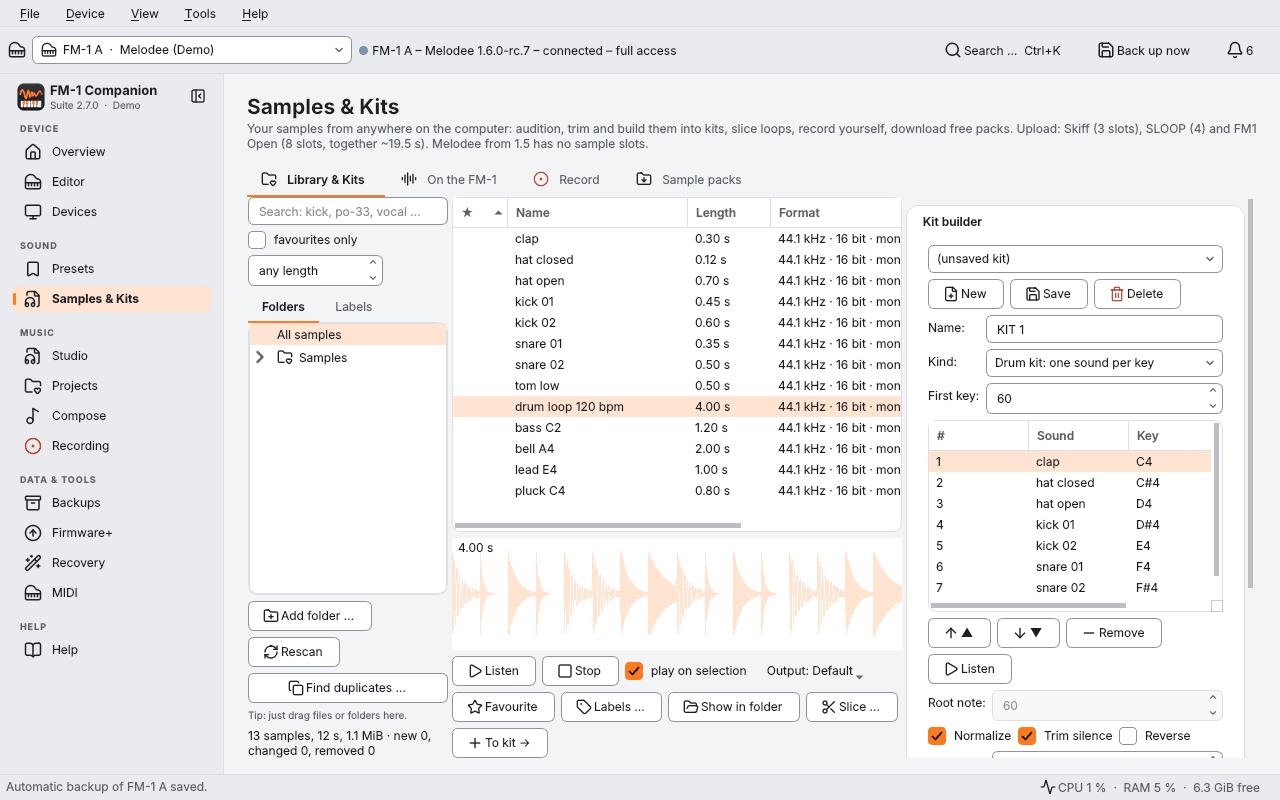 File Device View Tools Help
FM-1 A · Melodee (Demo)
FM-1 A – Melodee 1.6.0-rc.7 – connected – full access
Search ... Ctrl+K
Back up now
6
FM-1 Companion
Suite 2.7.0 · Demo
DEVICE
Overview
Editor
Devices
SOUND
Presets
Samples & Kits
MUSIC
Studio
Projects
Compose
Recording
DATA & TOOLS
Backups
Firmware+
Recovery
MIDI
HELP
Help
Samples & Kits
Your samples from anywhere on the computer: audition, trim and build them into kits, slice loops, record yourself, download free packs. Upload: Skiff (3 slots), SLOOP (4) and FM1
Open (8 slots, together ~19.5 s). Melodee from 1.5 has no sample slots.
Library & Kits
On the FM-1
Record
Sample packs
Search: kick, po-33, vocal ...
favourites only
any length
Folders Labels
All samples
Samples
Add folder ...
Rescan
Find duplicates ...
Tip: just drag files or folders here.
13 samples, 12 s, 1.1 MiB · new 0,
changed 0, removed 0
★ Name Length Format
clap 0.30 s 44.1 kHz · 16 bit · mon
hat closed 0.12 s 44.1 kHz · 16 bit · mon
hat open 0.70 s 44.1 kHz · 16 bit · mon
kick 01 0.45 s 44.1 kHz · 16 bit · mon
kick 02 0.60 s 44.1 kHz · 16 bit · mon
snare 01 0.35 s 44.1 kHz · 16 bit · mon
snare 02 0.50 s 44.1 kHz · 16 bit · mon
tom low 0.50 s 44.1 kHz · 16 bit · mon
drum loop 120 bpm 4.00 s 44.1 kHz · 16 bit · mon
bass C2 1.20 s 44.1 kHz · 16 bit · mon
bell A4 2.00 s 44.1 kHz · 16 bit · mon
lead E4 1.00 s 44.1 kHz · 16 bit · mon
pluck C4 0.80 s 44.1 kHz · 16 bit · mon
4.00 s
Listen
Stop
play on selection
Output: Default
Favourite
Labels ...
Show in folder
Slice ...
To kit →
Kit builder
(unsaved kit)
New
Save
Delete
Name: KIT 1
Kind: Drum kit: one sound per key
First key: 60
# Sound Key
1 clap C4
2 hat closed C#4
3 hat open D4
4 kick 01 D#4
5 kick 02 E4
6 snare 01 F4
7 snare 02 F#4
↑ ▲
↓ ▼
Remove
Listen
Root note: 60
Normalize
Trim silence
Reverse
Automatic backup of FM-1 A saved.
CPU 1 % · RAM 5 % · 6.3 GiB free